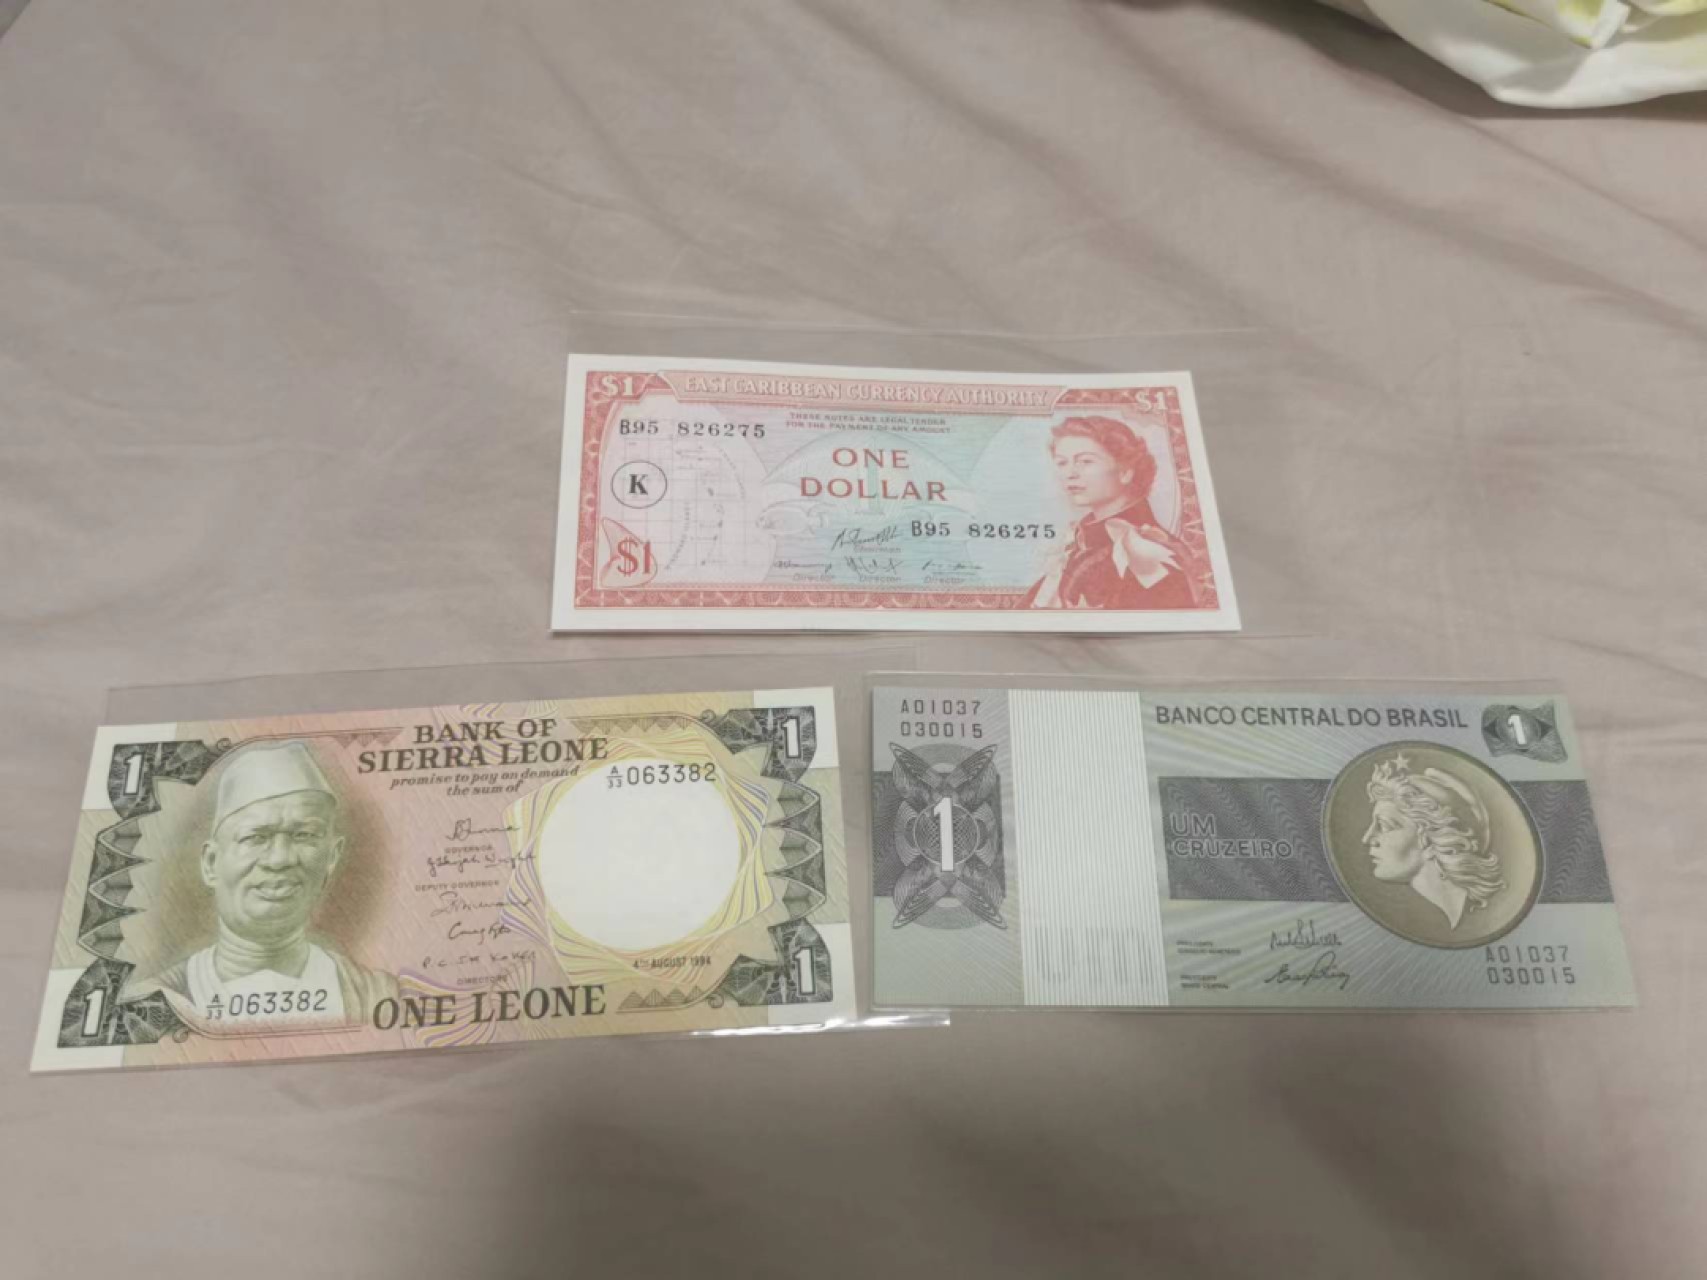 $1 EAST CARIBBEAN CURRENCY AUTHORITY $1
THESE NOTES ARE LEGAL TENDER
FOR THE PAYMENT OF ANY AMOUNT
B95 826275
ONE
DOLLAR
K
B95 826275
$1
Chairman
Director Director Director
1 1
BANK OF
SIERRA LEONE
promise to pay on demand
the sum of
A/33 063382
GOVERNOR
DEPUTY GOVERNOR
4TH AUGUST 1984
DIRECTORS
1 1
A/33 063382
ONE LEONE
A01037
030015
BANCO CENTRAL DO BRASIL
1
1
UM
CRUZEIRO
A01037
030015